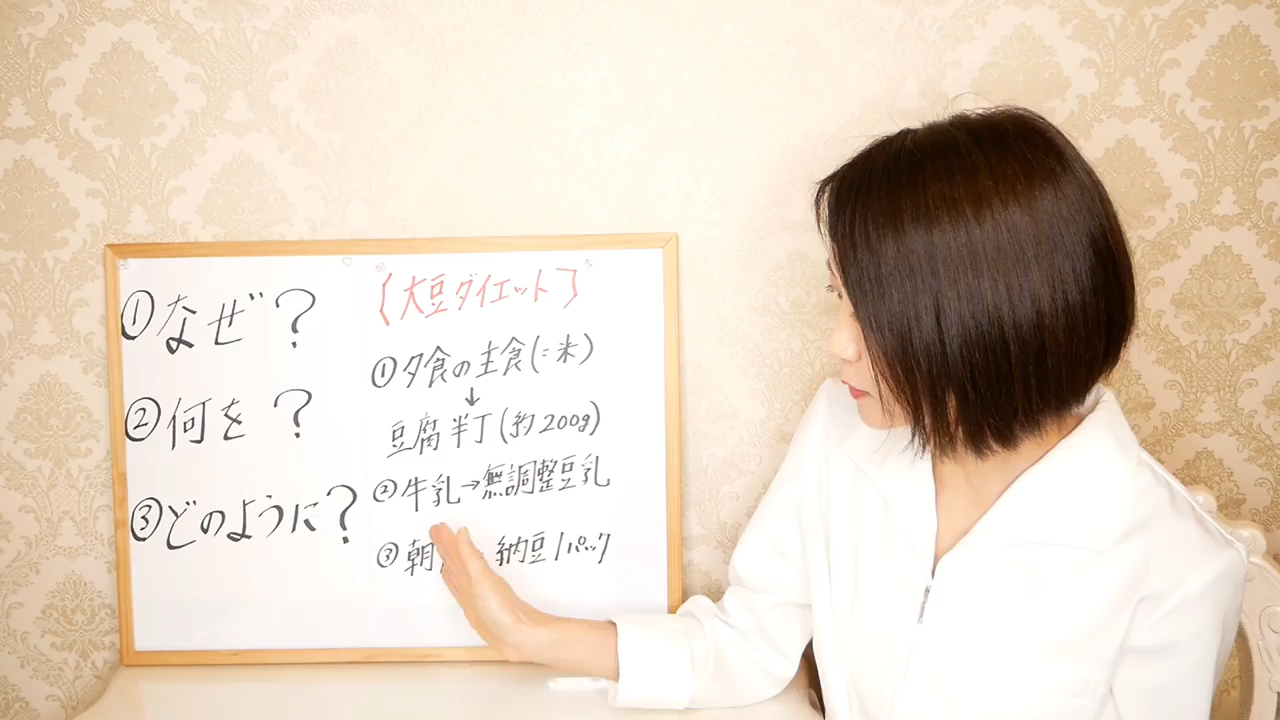 ①なぜ?
②何を?
③どのように?
〔大豆ダイエット〕
①夕食の主食(=米)
↓
豆腐半丁(約200g)
②牛乳→無調整豆乳
③朝 納豆1パック